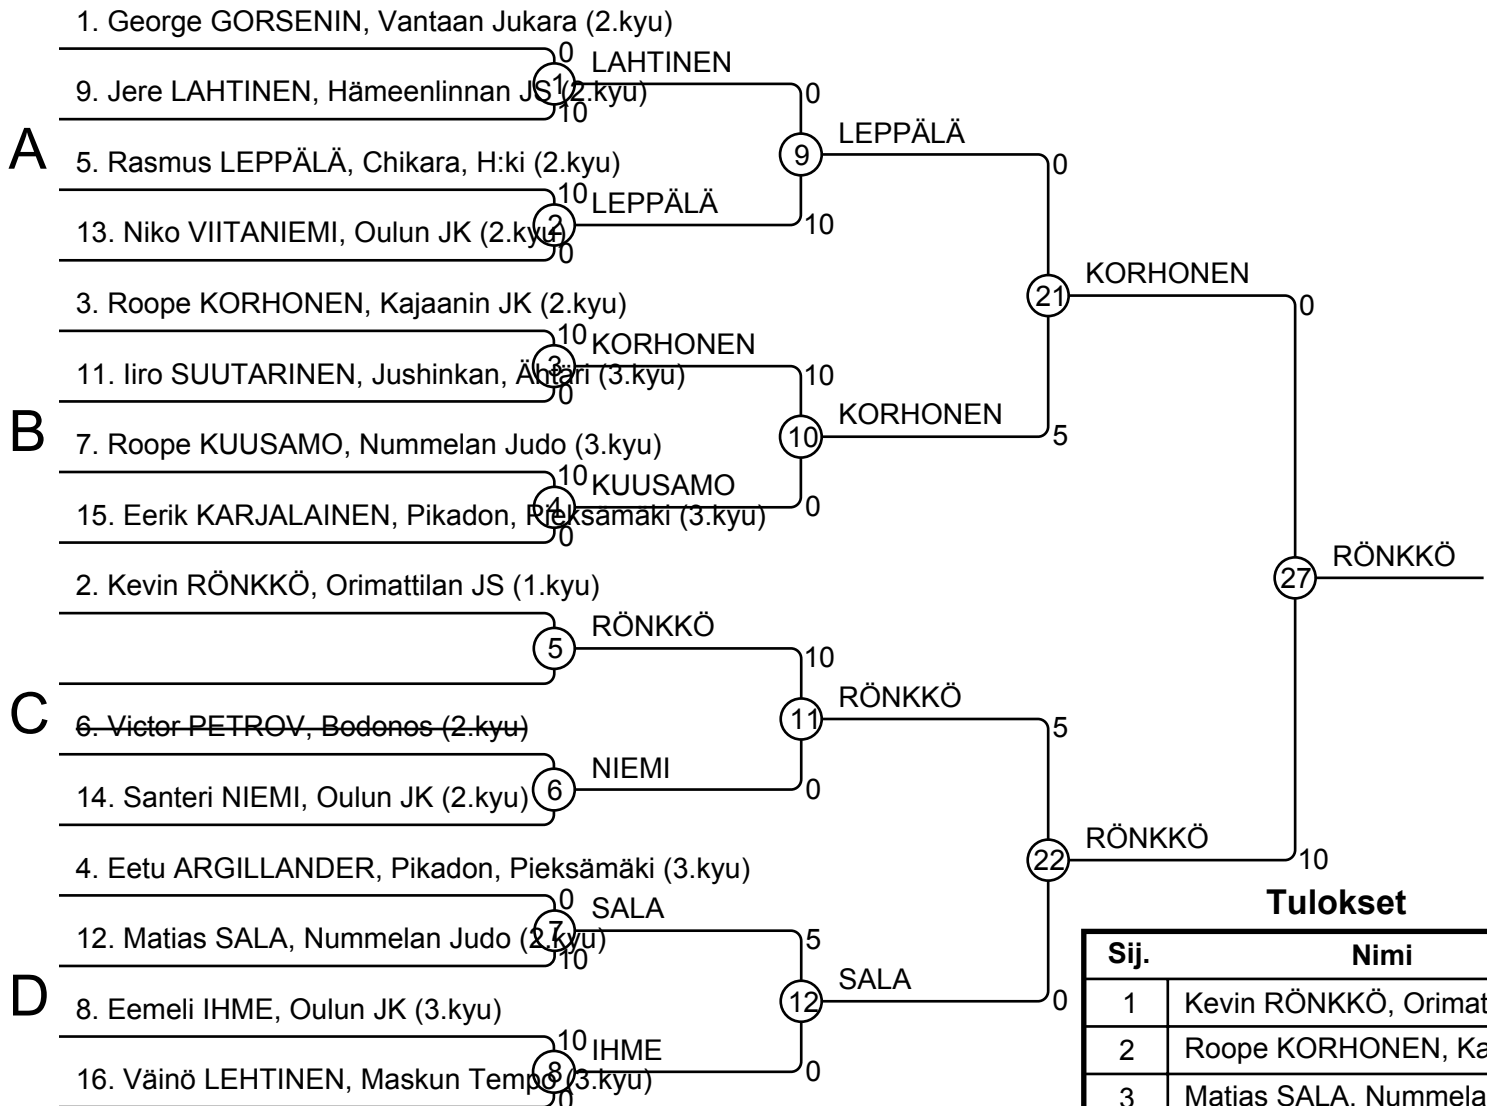 1. George GORSENIN, Vantaan Jukara (2.kyu)
0
1
LAHTINEN
9. Jere LAHTINEN, Hämeenlinnan JS (2.kyu)
10
0
A
9
LEPPÄLÄ
5. Rasmus LEPPÄLÄ, Chikara, H:ki (2.kyu)
10
2
LEPPÄLÄ
13. Niko VIITANIEMI, Oulun JK (2.kyu)
0
10
0
21
KORHONEN
3. Roope KORHONEN, Kajaanin JK (2.kyu)
10
3
KORHONEN
11. Iiro SUUTARINEN, Jushinkan, Ähtäri (3.kyu)
0
10
B
10
KORHONEN
5
7. Roope KUUSAMO, Nummelan Judo (3.kyu)
10
4
KUUSAMO
15. Eerik KARJALAINEN, Pikadon, Pieksämäki (3.kyu)
0
0
0
27
RÖNKKÖ
2. Kevin RÖNKKÖ, Orimattilan JS (1.kyu)
5
RÖNKKÖ
10
C
11
RÖNKKÖ
6. Victor PETROV, Bodonos (2.kyu)
6
NIEMI
14. Santeri NIEMI, Oulun JK (2.kyu)
0
5
22
RÖNKKÖ
10
4. Eetu ARGILLANDER, Pikadon, Pieksämäki (3.kyu)
0
7
SALA
12. Matias SALA, Nummelan Judo (2.kyu)
10
5
D
12
SALA
0
8. Eemeli IHME, Oulun JK (3.kyu)
10
8
IHME
16. Väinö LEHTINEN, Maskun Tempo (3.kyu)
0
0
Tulokset
Sij. Nimi
1 Kevin RÖNKKÖ, Orimat
2 Roope KORHONEN, Ka
3 Matias SALA, Nummela